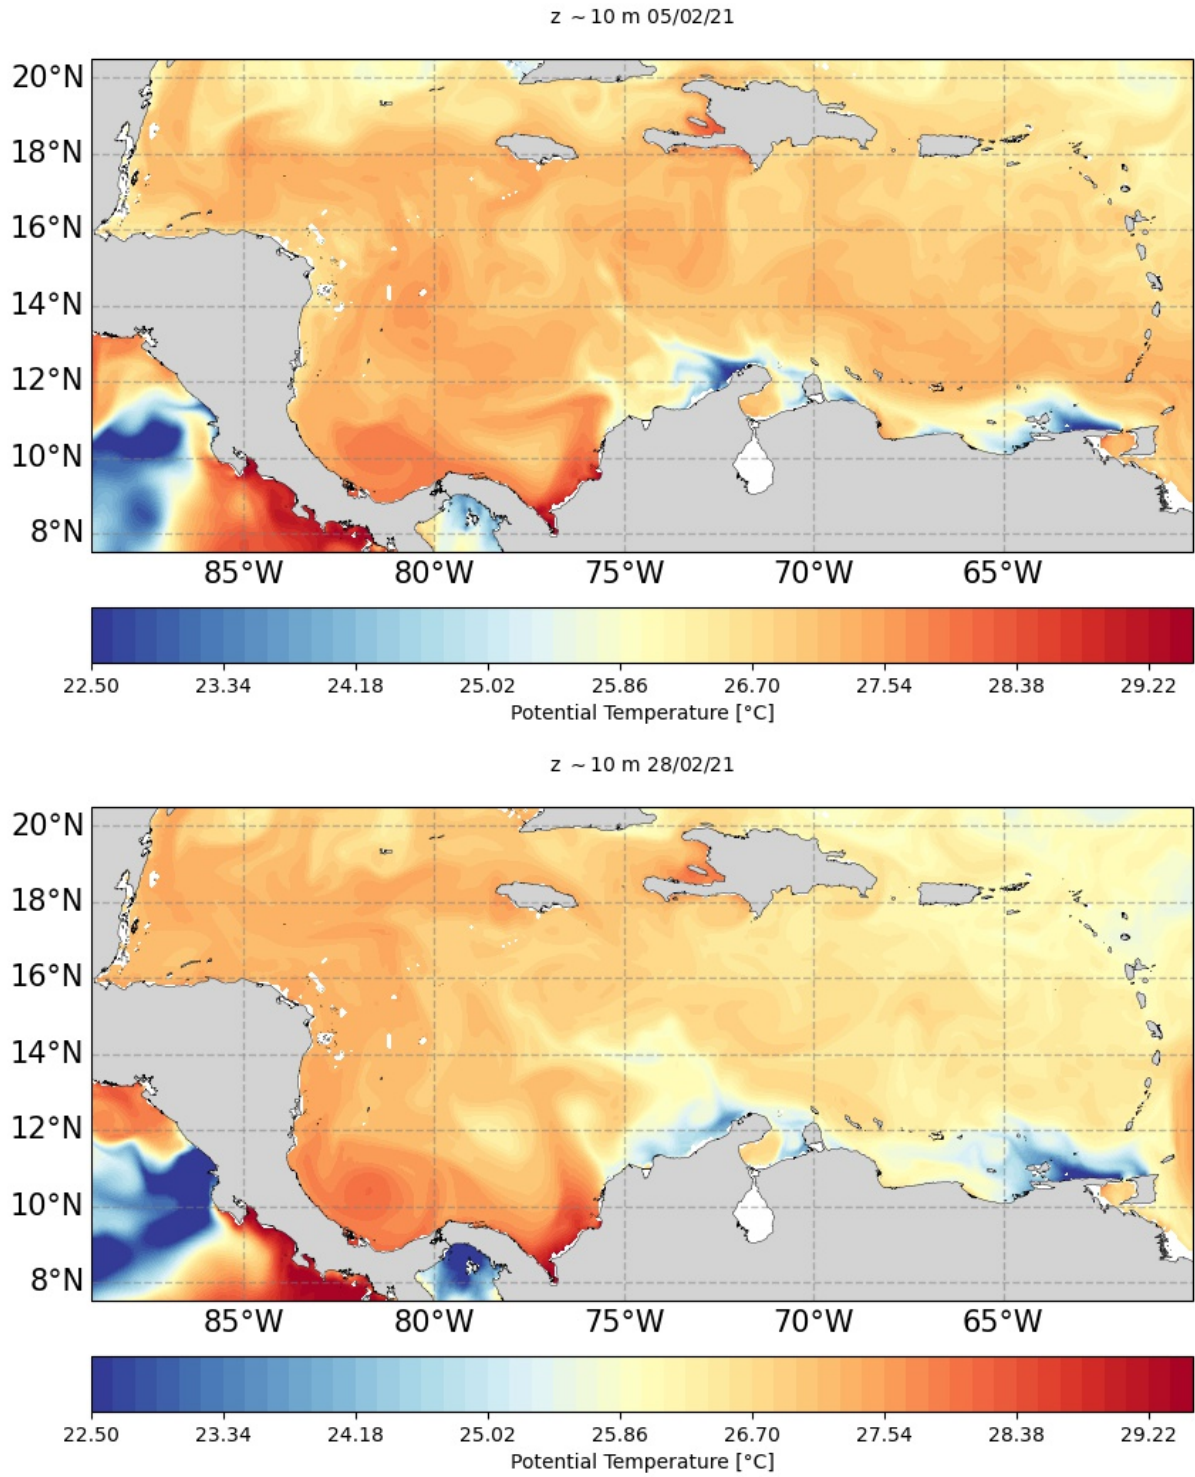 z ~10 m 05/02/21
20°N
18°N
16°N
14°N
12°N
10°N
8°N
85°W 80°W 75°W 70°W 65°W
22.50 23.34 24.18 25.02 25.86 26.70 27.54 28.38 29.22
Potential Temperature [°C]
z ~10 m 28/02/21
20°N
18°N
16°N
14°N
12°N
10°N
8°N
85°W 80°W 75°W 70°W 65°W
22.50 23.34 24.18 25.02 25.86 26.70 27.54 28.38 29.22
Potential Temperature [°C]